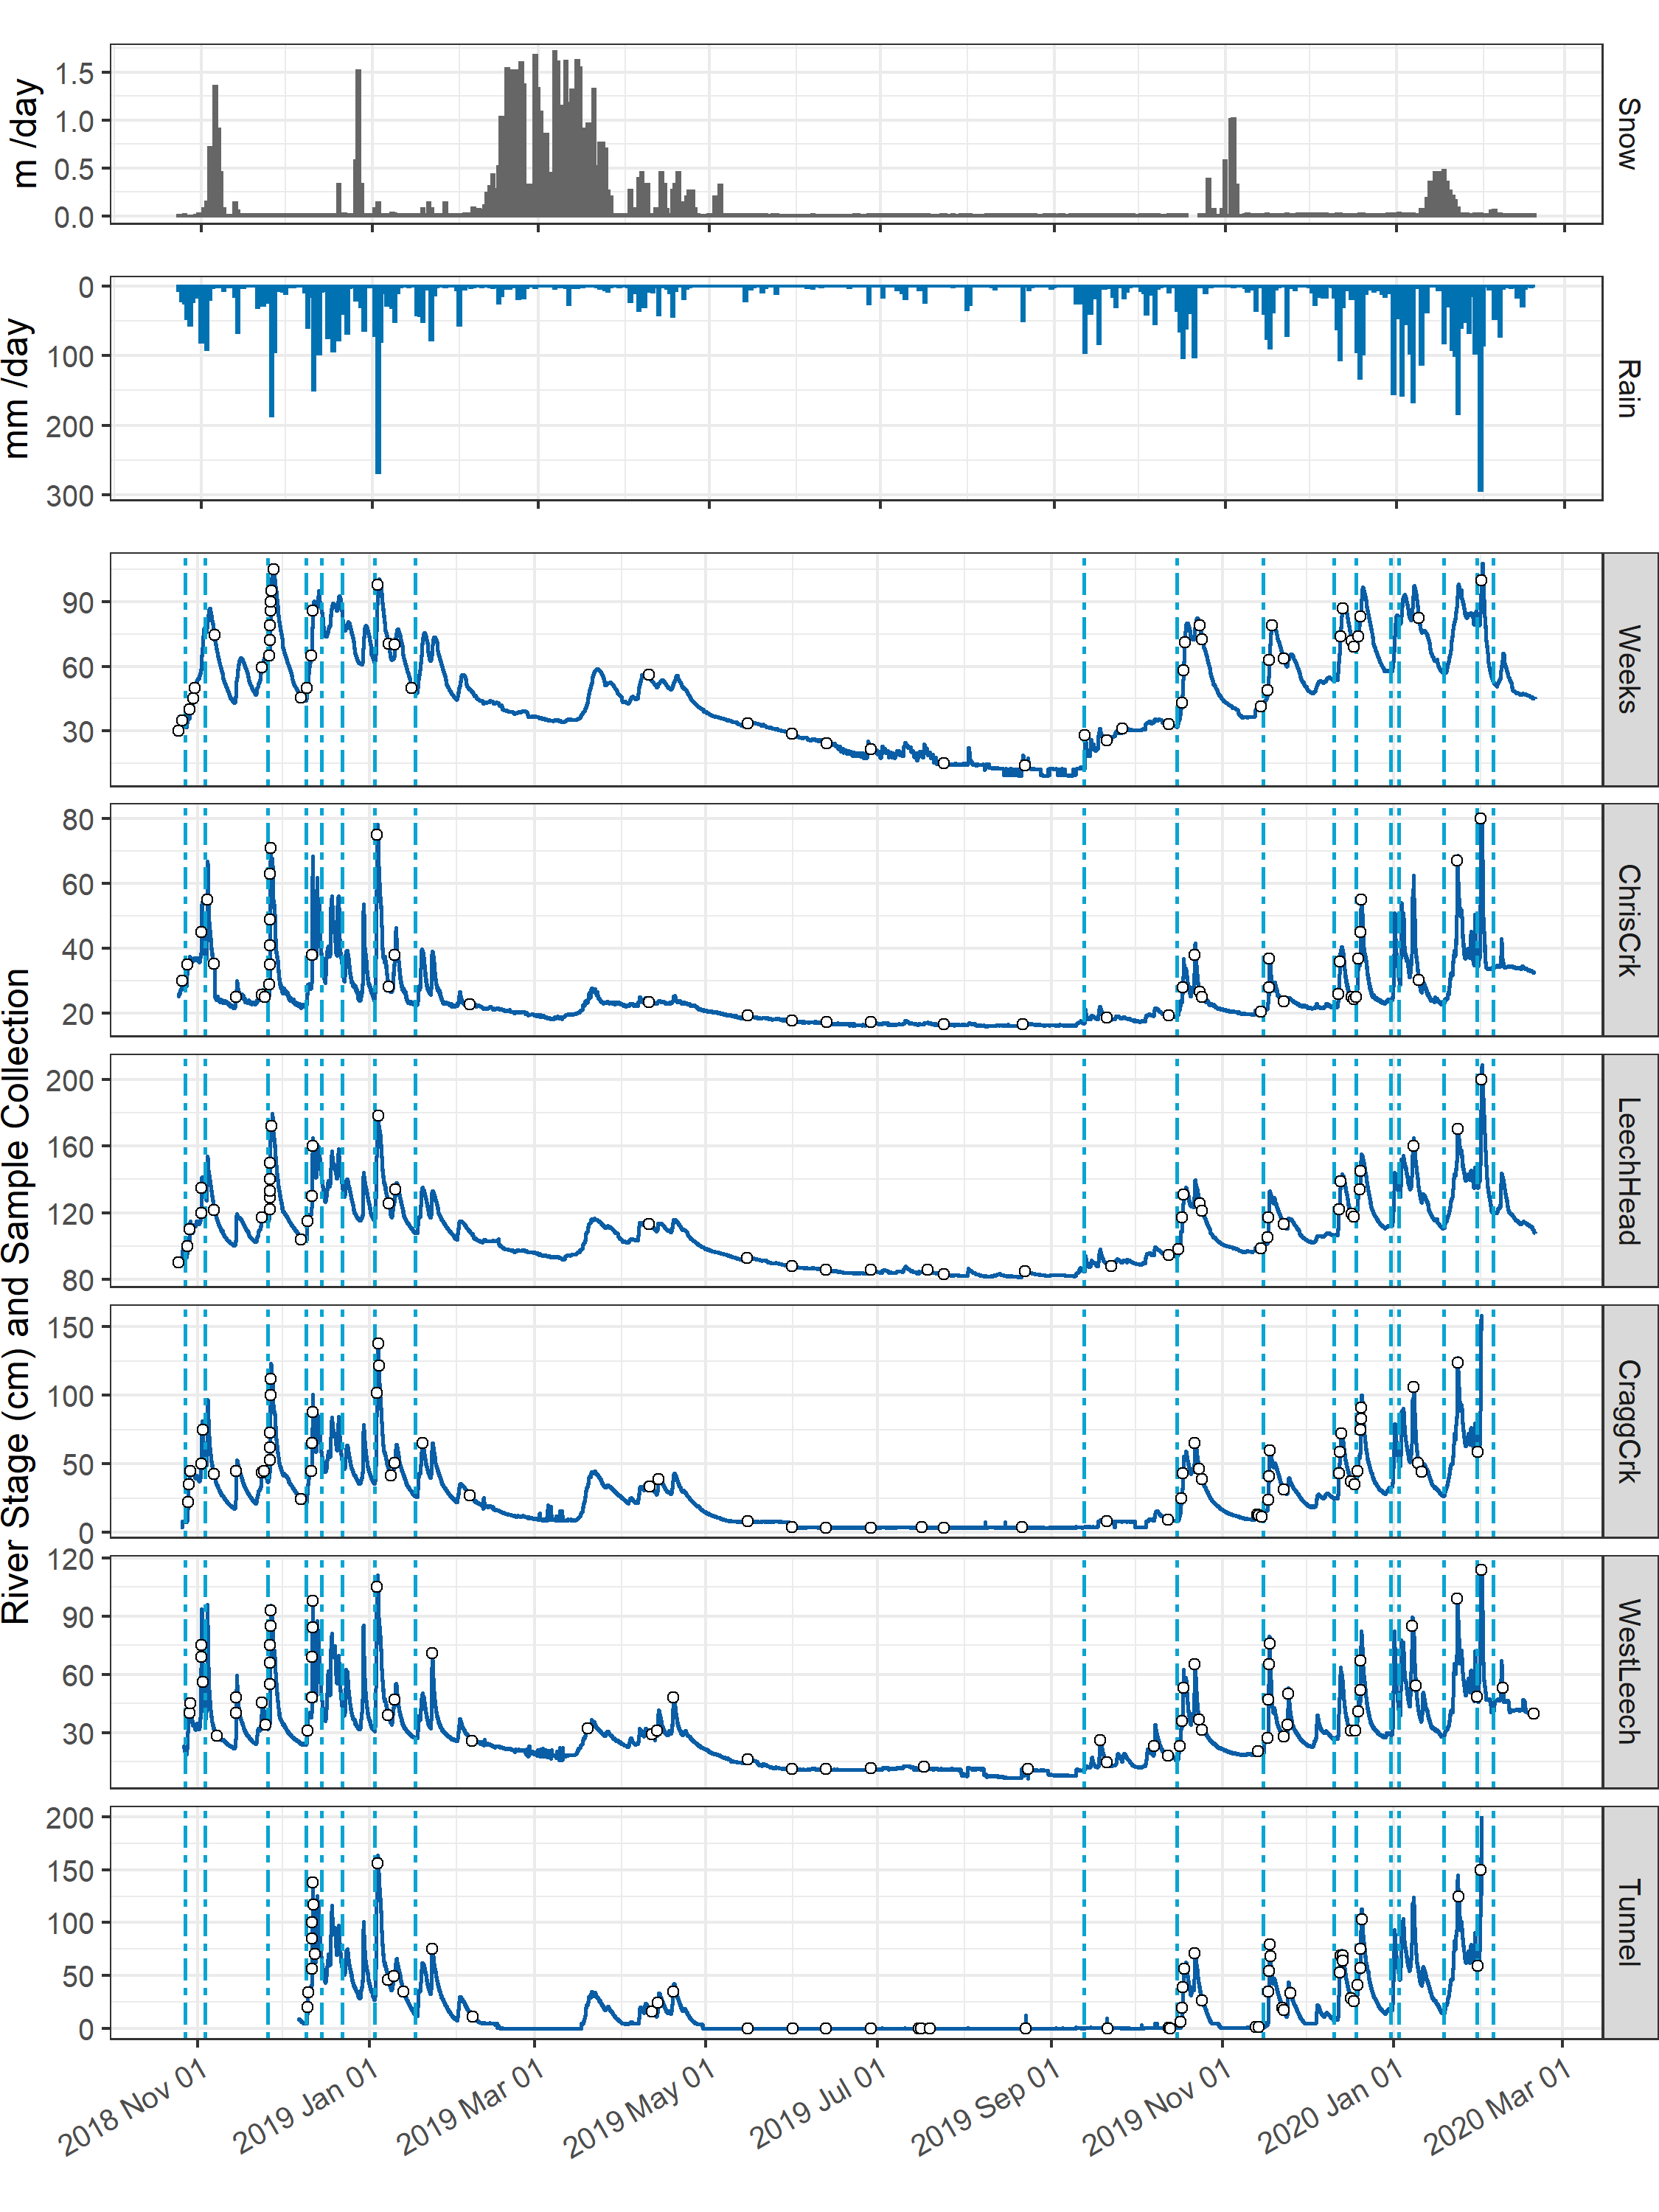 m /day
1.5
1.0
0.5
0.0
Snow
mm /day
0
100
200
300
Rain
River Stage (cm) and Sample Collection
90
60
30
Weeks
80
60
40
20
ChrisCrk
200
160
120
80
LeechHead
150
100
50
0
CraggCrk
120
90
60
30
WestLeech
200
150
100
50
0
Tunnel
2018 Nov 01
2019 Jan 01
2019 Mar 01
2019 May 01
2019 Jul 01
2019 Sep 01
2019 Nov 01
2020 Jan 01
2020 Mar 01